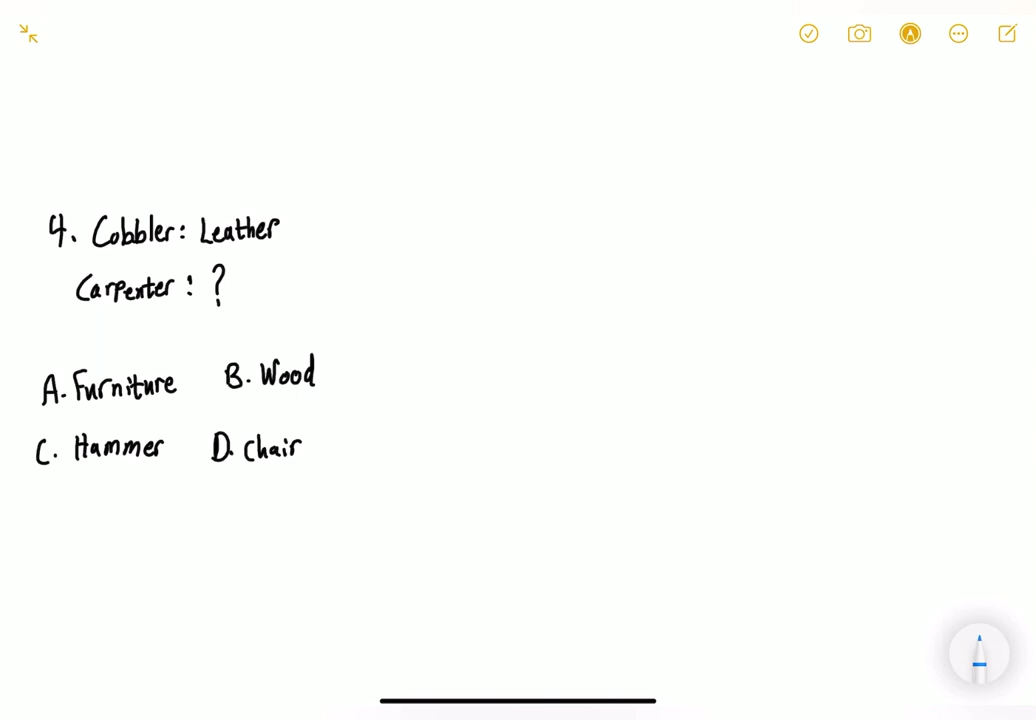 4. Cobbler: Leather
Carpenter: ?
A. Furniture B. Wood
C. Hammer D. Chair